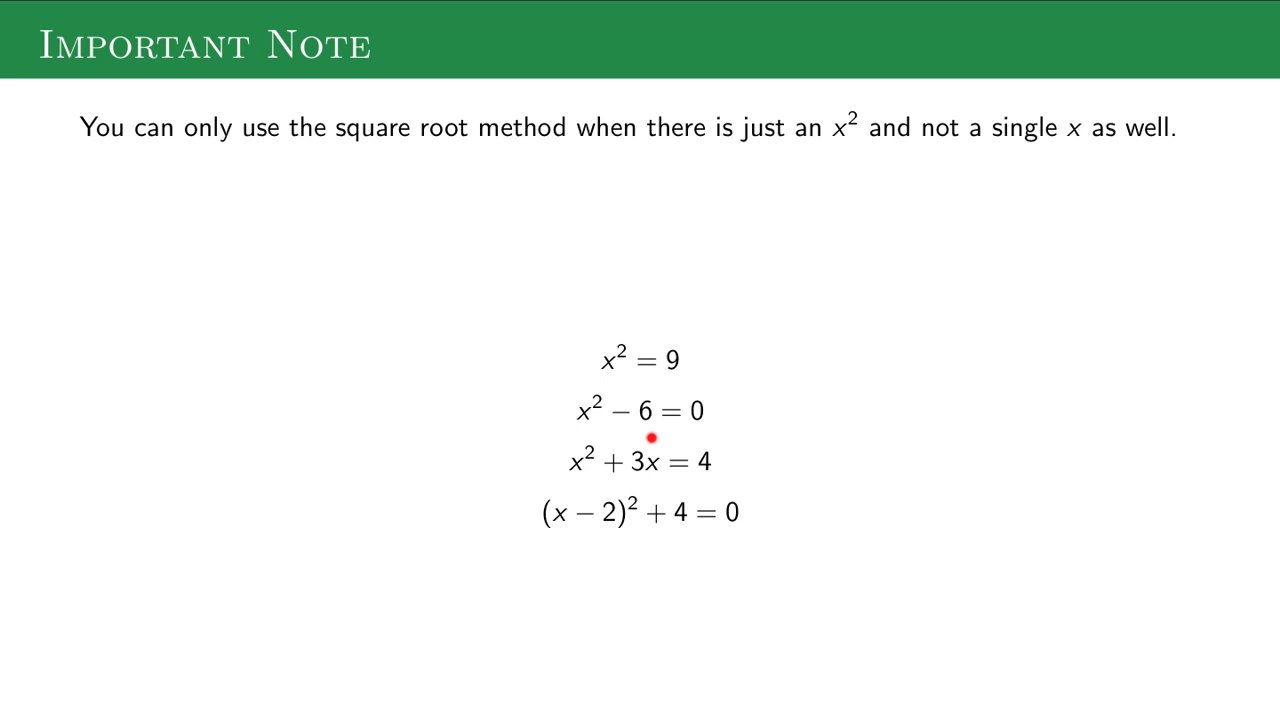 Important Note
You can only use the square root method when there is just an x² and not a single x as well.
x² = 9
x² − 6 = 0
x² + 3x = 4
(x − 2)² + 4 = 0